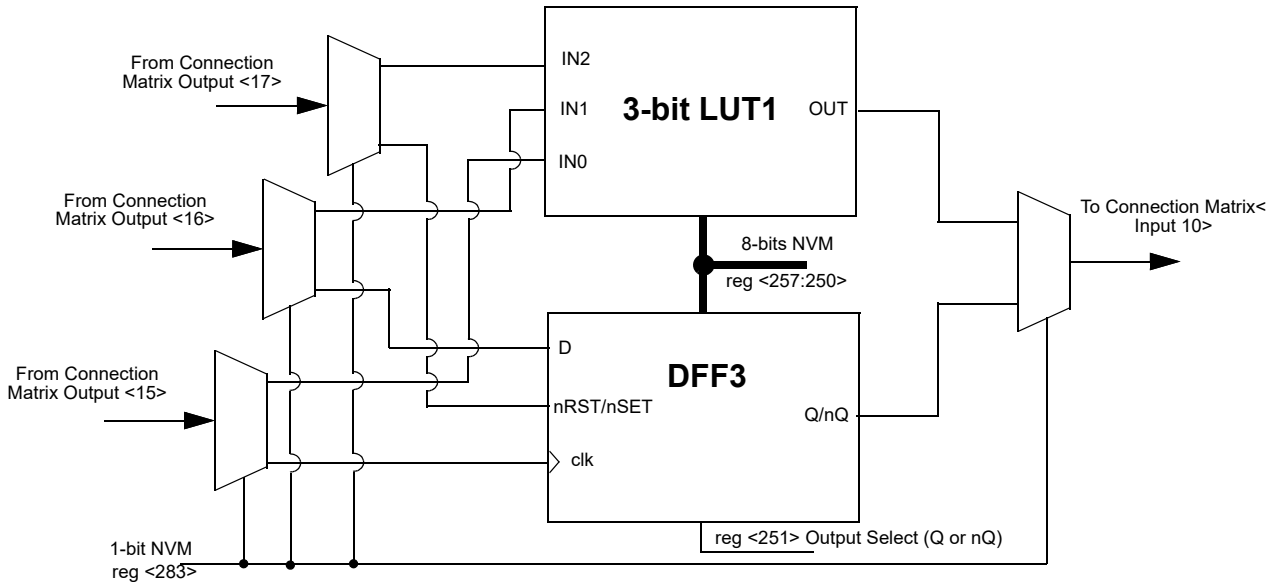 From Connection
Matrix Output <17>
IN2
IN1
IN0
3-bit LUT1
OUT
From Connection
Matrix Output <16>
To Connection Matrix<
Input 10>
8-bits NVM
reg <257:250>
D
DFF3
nRST/nSET
Q/nQ
clk
From Connection
Matrix Output <15>
reg <251> Output Select (Q or nQ)
1-bit NVM
reg <283>